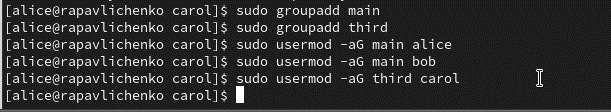 [alice@rapavlichenko carol]$ sudo groupadd main
[alice@rapavlichenko carol]$ sudo groupadd third
[alice@rapavlichenko carol]$ sudo usermod -aG main alice
[alice@rapavlichenko carol]$ sudo usermod -aG main bob
[alice@rapavlichenko carol]$ sudo usermod -aG third carol
[alice@rapavlichenko carol]$